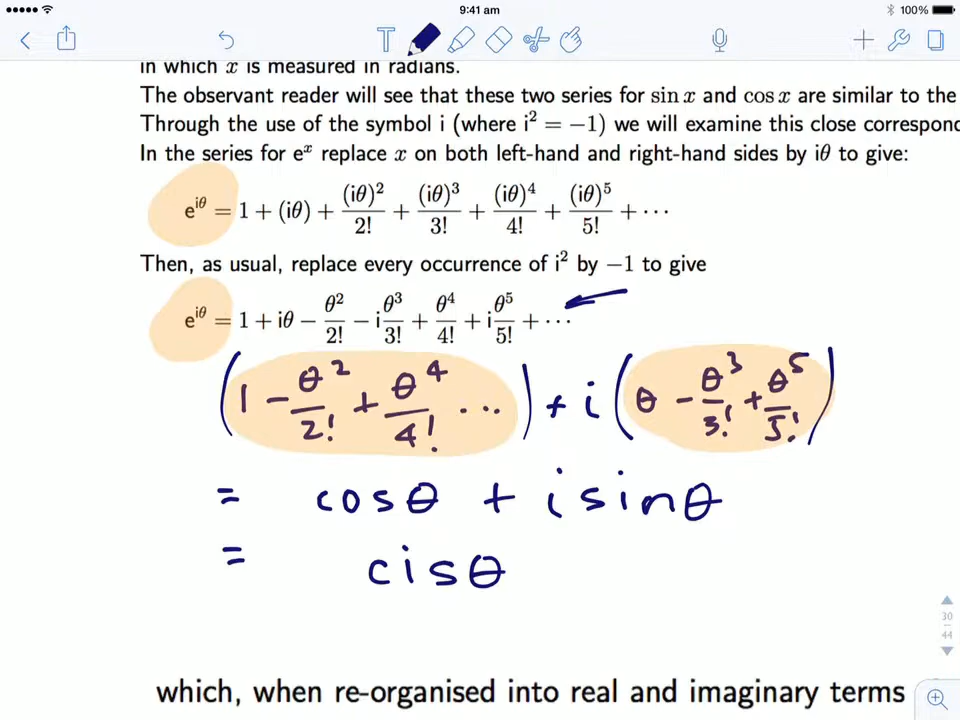 9:41 am 100%
T
in which x is measured in radians.
The observant reader will see that these two series for sin x and cos x are similar to the
Through the use of the symbol i (where i² = −1) we will examine this close correspond
In the series for eˣ replace x on both left-hand and right-hand sides by iθ to give:
e^{iθ} = 1 + (iθ) + (iθ)²/2! + (iθ)³/3! + (iθ)⁴/4! + (iθ)⁵/5! + ⋯
Then, as usual, replace every occurrence of i² by −1 to give
e^{iθ} = 1 + iθ − θ²/2! − i θ³/3! + θ⁴/4! + i θ⁵/5! + ⋯
(1 − θ²/2! + θ⁴/4! ...) + i (θ − θ³/3! + θ⁵/5!)
= cosθ + i sinθ
= cisθ
30
44
which, when re-organised into real and imaginary terms